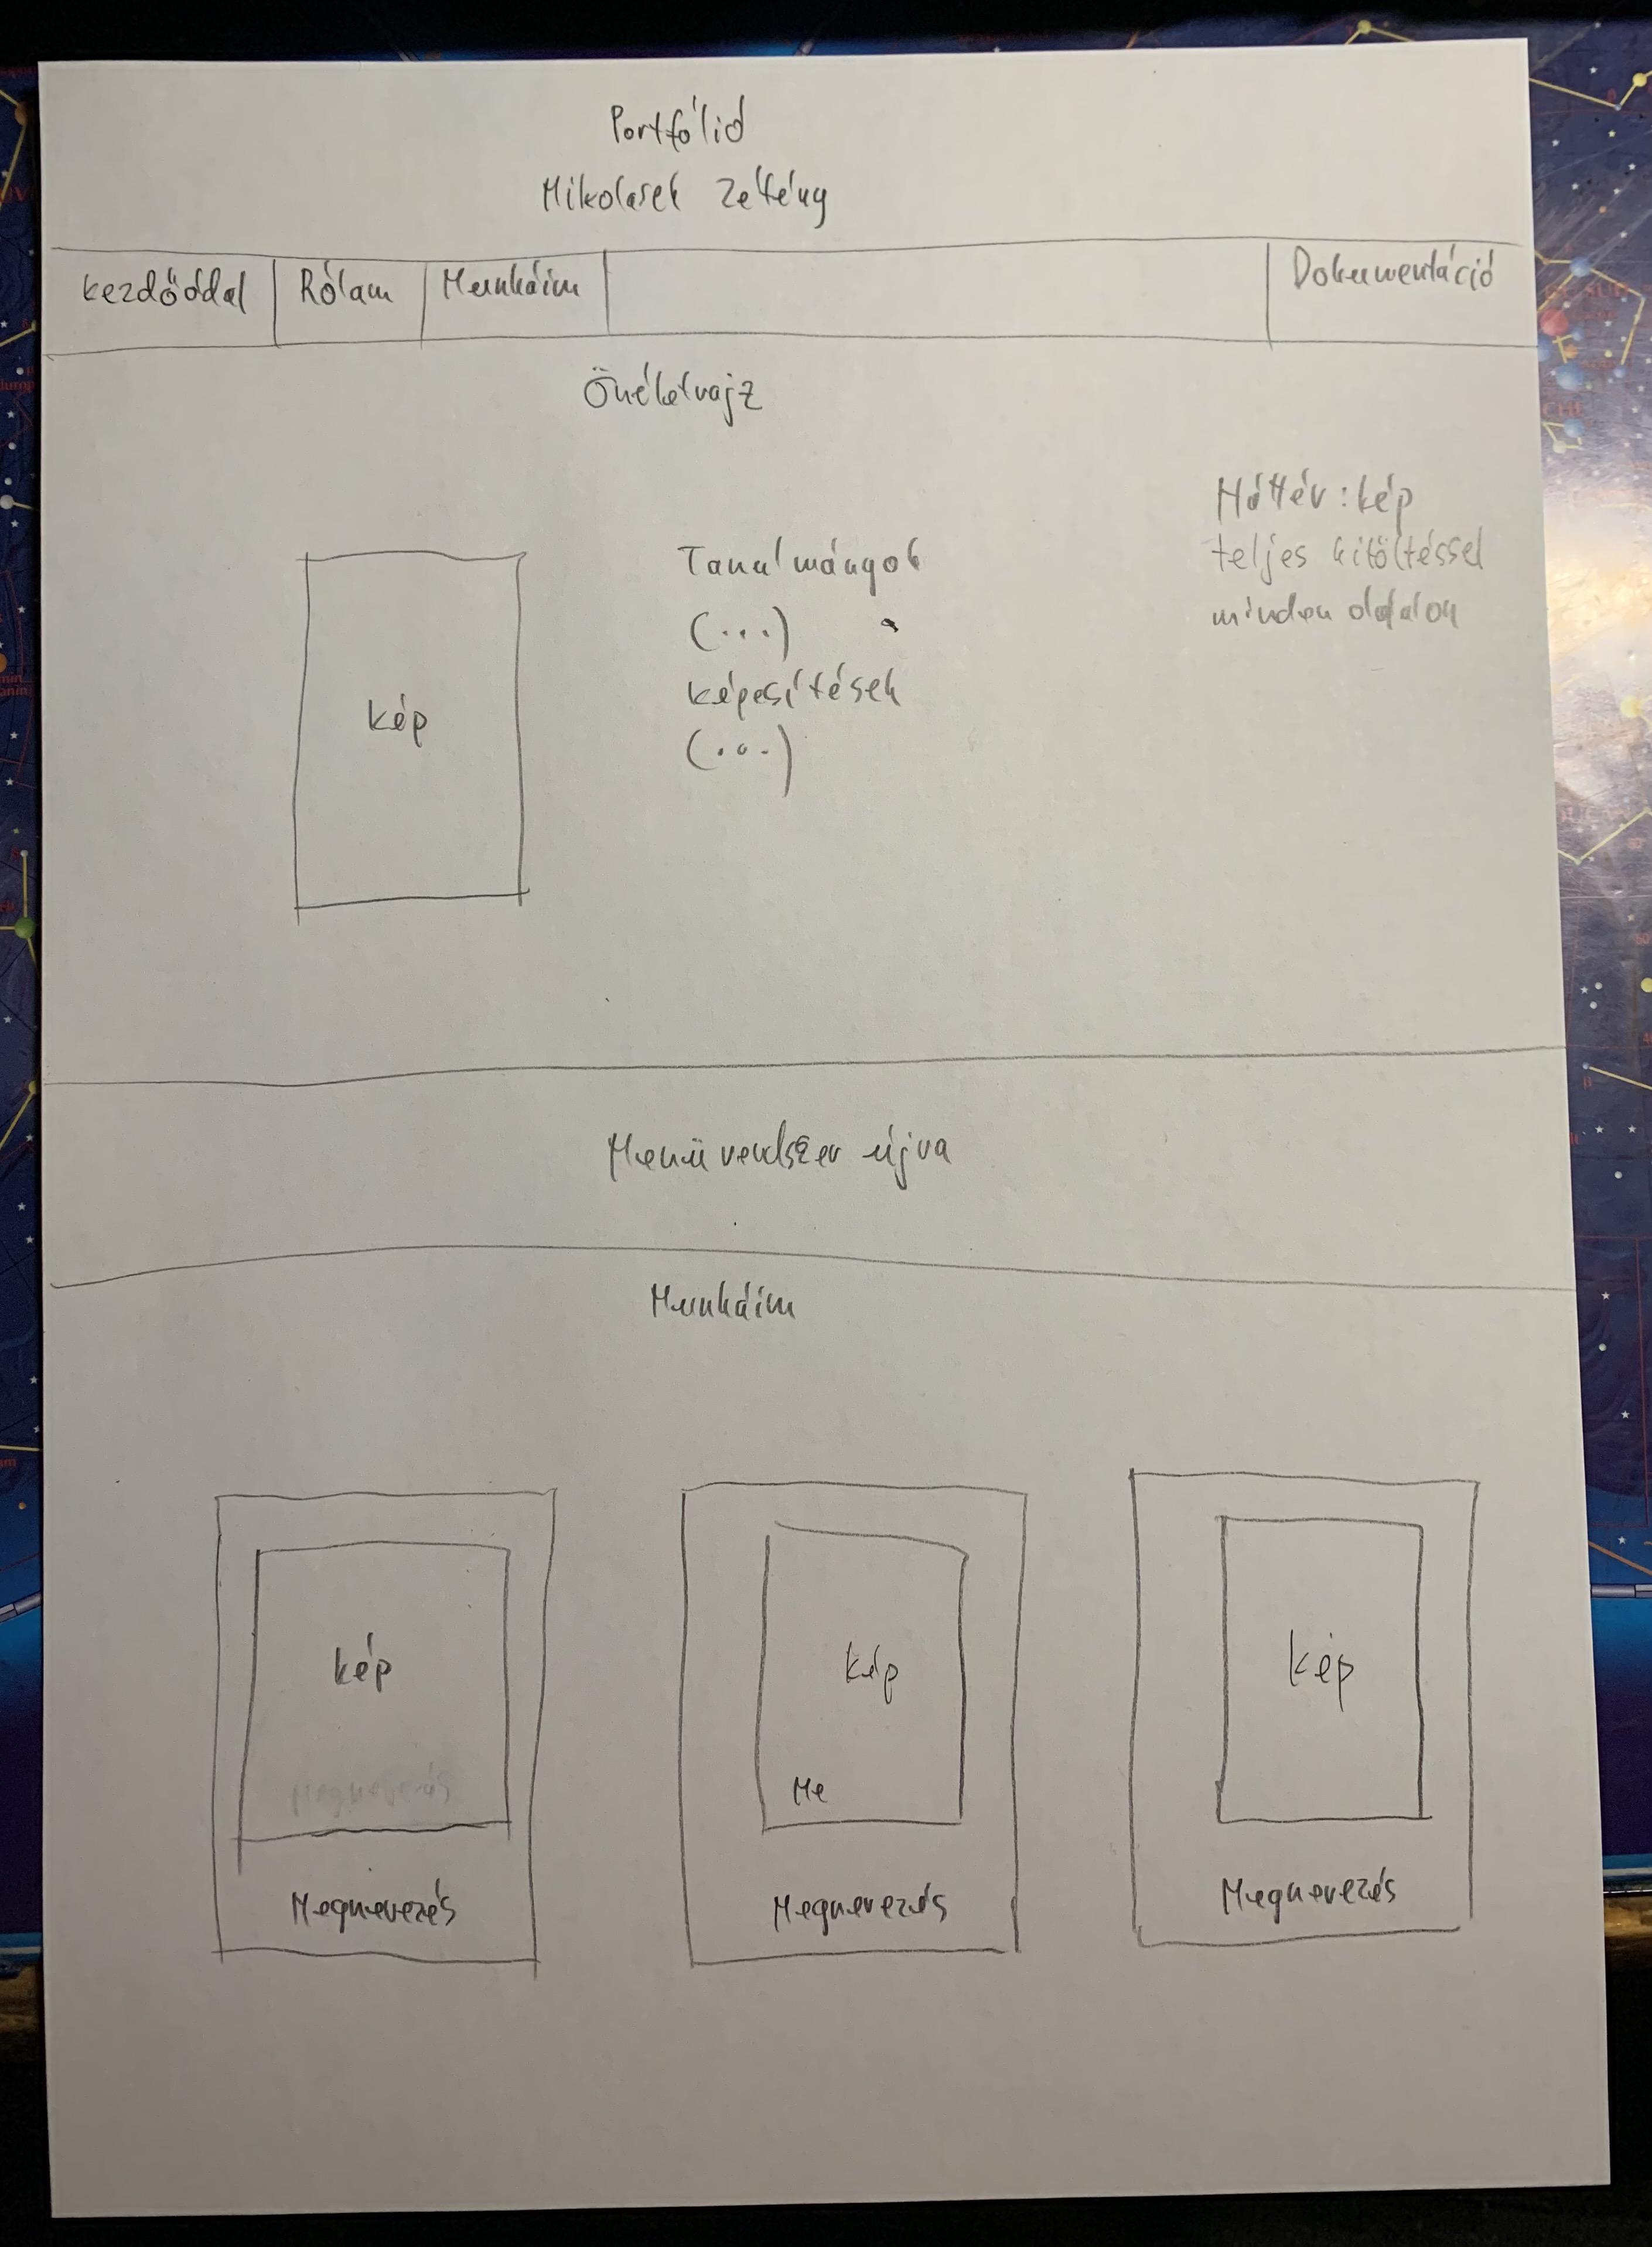 Portfólió
Mikolasek Zétény
kezdőoldal Rólam Munkáim Dokumentáció
Önéletrajz
Háttér: kép
teljes kitöltéssel
minden oldalon
Tanulmányok
(...)
képesítések
(...)
kép
Menürendszer újra
Munkáim
kép kép kép
Megnevezés Me
Megnevezés Megnevezés Megnevezés